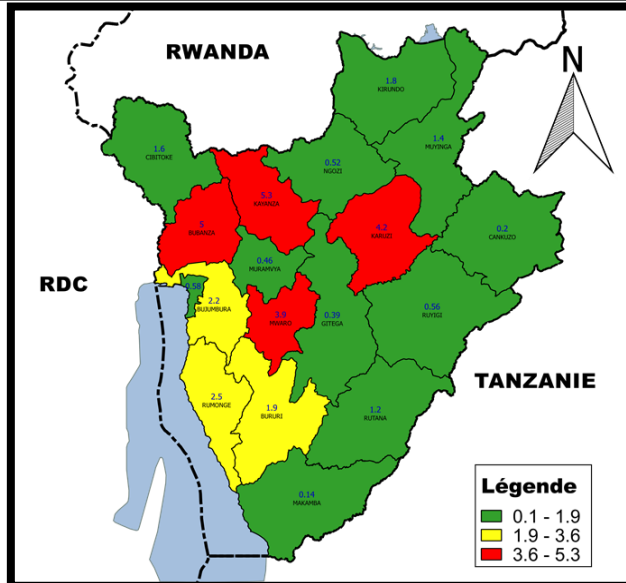 RWANDA
N
1.8
KIRUNDO
1.4
MUYINGA
1.6
CIBITOKE
0.52
NGOZI
5.3
KAYANZA
4.2
KARUZI
0.2
CANKUZO
5
BUBANZA
0.46
MURAMVYA
RDC
0.58
2.2
BUJUMBURA
3.9
MWARO
0.39
GITEGA
0.56
RUYIGI
TANZANIE
2.5
RUMONGE
1.9
BURURI
1.2
RUTANA
0.14
MAKAMBA
Légende
0.1 - 1.9
1.9 - 3.6
3.6 - 5.3